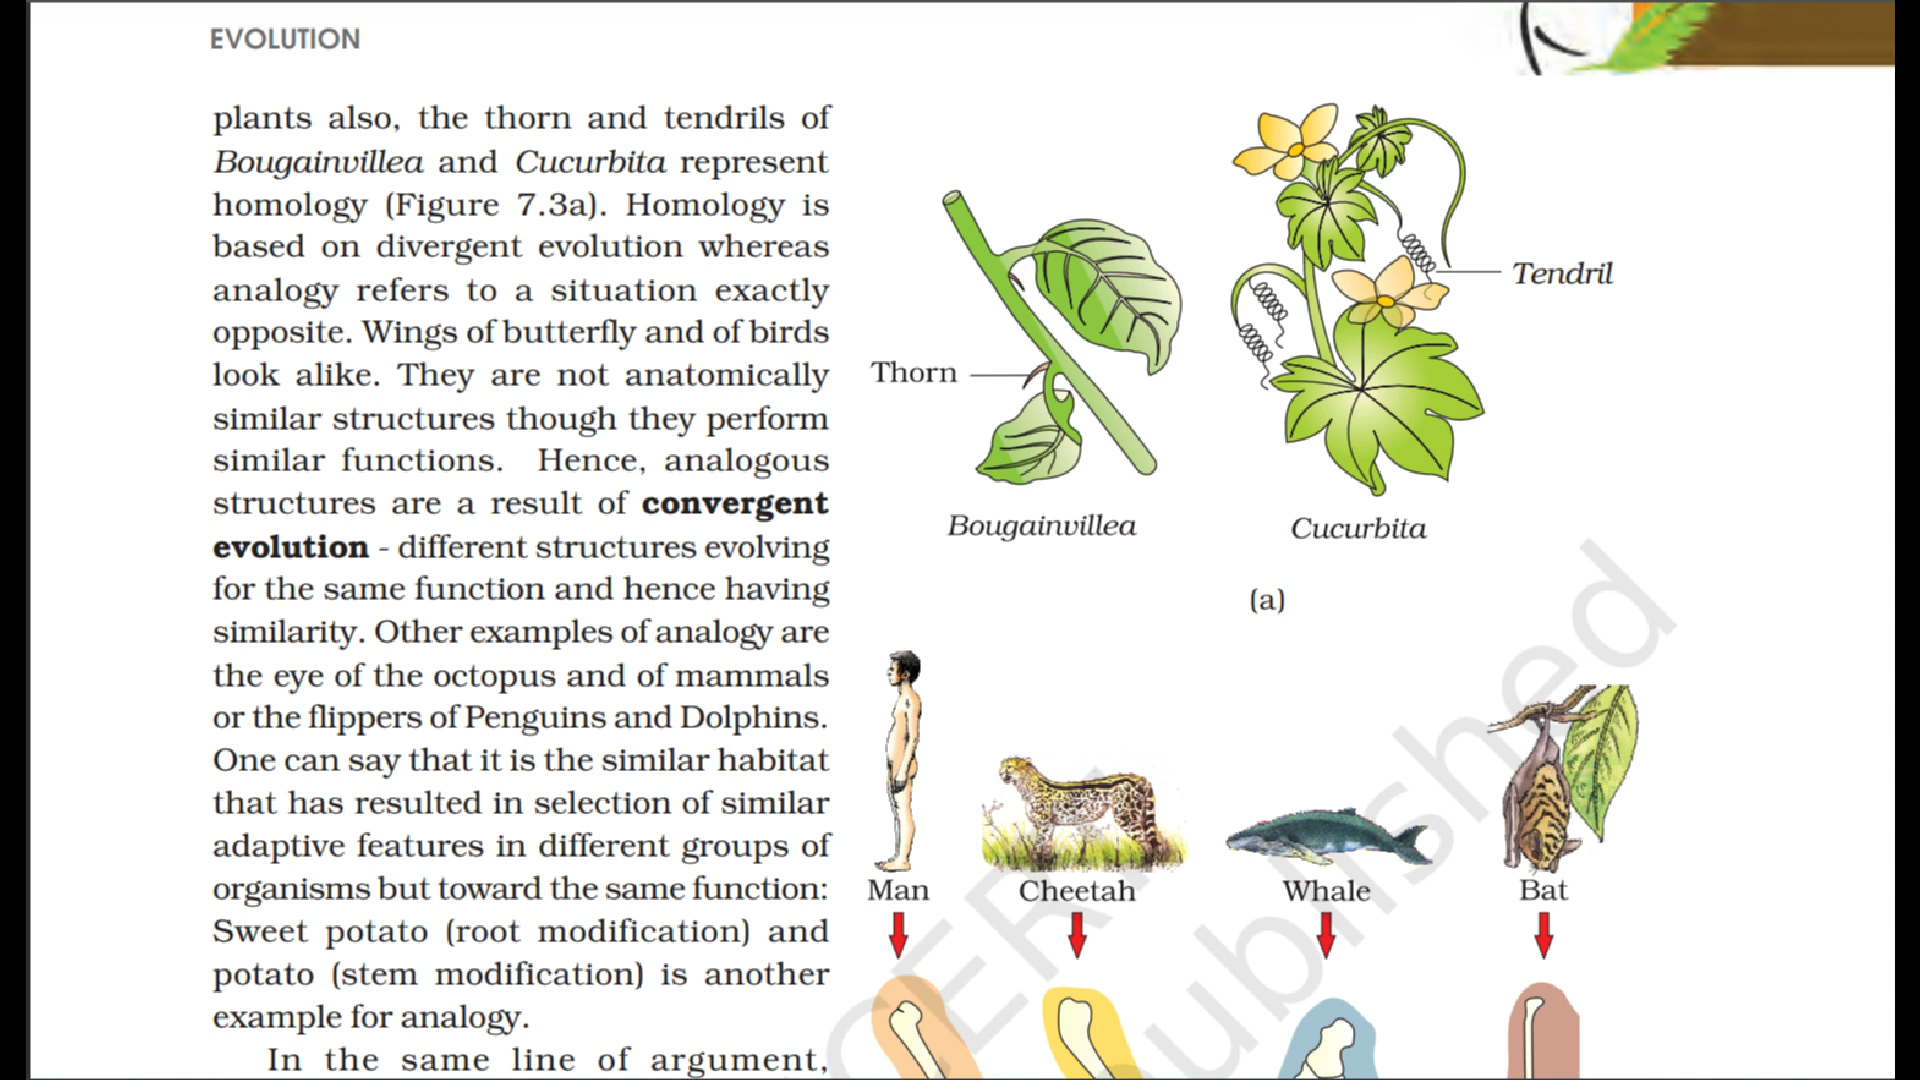 EVOLUTION
plants also, the thorn and tendrils of
Bougainvillea and Cucurbita represent
homology (Figure 7.3a). Homology is
based on divergent evolution whereas
analogy refers to a situation exactly
opposite. Wings of butterfly and of birds
look alike. They are not anatomically
similar structures though they perform
similar functions. Hence, analogous
structures are a result of convergent
evolution - different structures evolving
for the same function and hence having
similarity. Other examples of analogy are
the eye of the octopus and of mammals
or the flippers of Penguins and Dolphins.
One can say that it is the similar habitat
that has resulted in selection of similar
adaptive features in different groups of
organisms but toward the same function:
Sweet potato (root modification) and
potato (stem modification) is another
example for analogy.
In the same line of argument,
Thorn
Tendril
Bougainvillea
Cucurbita
(a)
Man
Cheetah
Whale
Bat